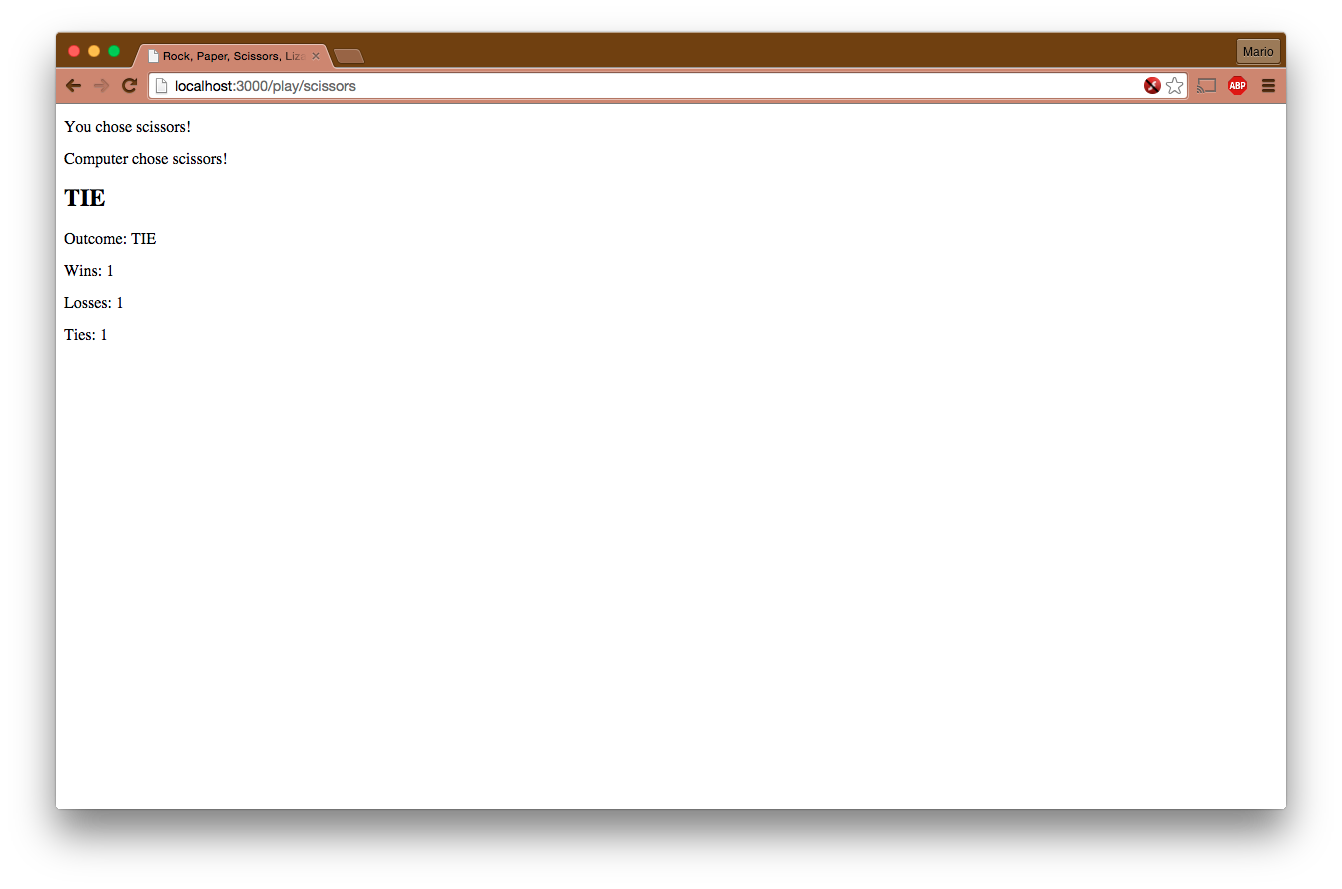 Rock, Paper, Scissors, Liza
Mario
localhost:3000/play/scissors
ABP
You chose scissors!
Computer chose scissors!
TIE
Outcome: TIE
Wins: 1
Losses: 1
Ties: 1